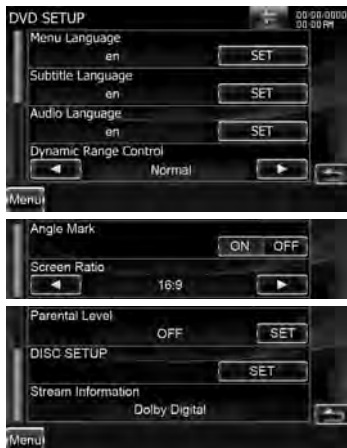 DVD SETUP
00-00-0000
00:00 AM
Menu Language
en SET
Subtitle Language
en SET
Audio Language
en SET
Dynamic Range Control
Normal
Menu
Angle Mark
ON OFF
Screen Ratio
16:9
Parental Level
OFF SET
DISC SETUP
SET
Stream Information
Dolby Digital
Menu